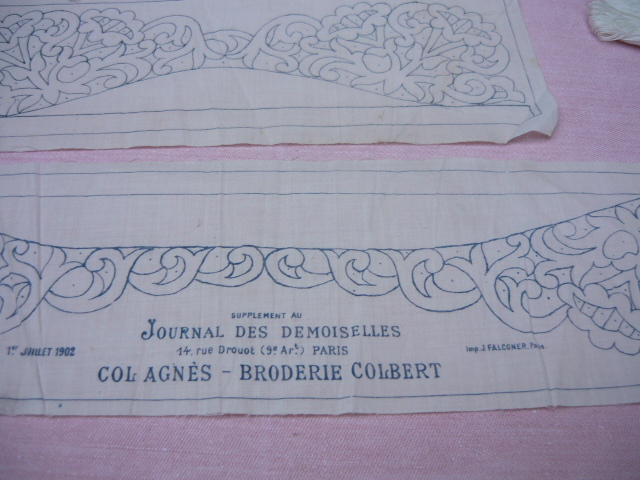 SUPPLEMENT AU
JOURNAL DES DEMOISELLES
14, rue Drouot (9e Art) PARIS
1er JUILLET 1902
Imp. J. FALCONER, Paris
COL AGNÈS - BRODERIE COLBERT